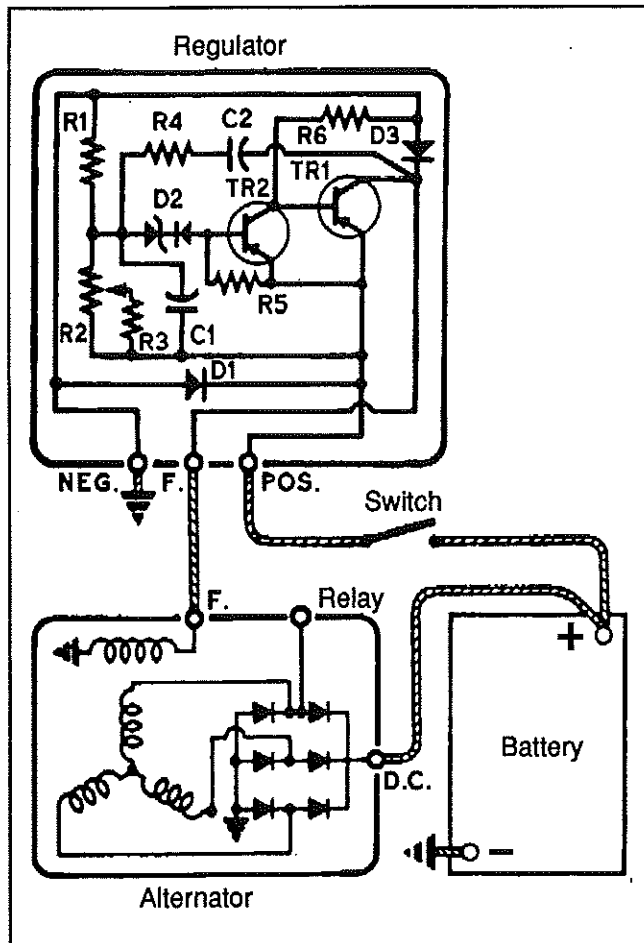 Regulator
R1
R4
C2
R6
D3
TR1
TR2
D2
R5
R2
R3
C1
D1
NEG.
F.
POS.
Switch
F.
Relay
+
Battery
D.C.
-
Alternator